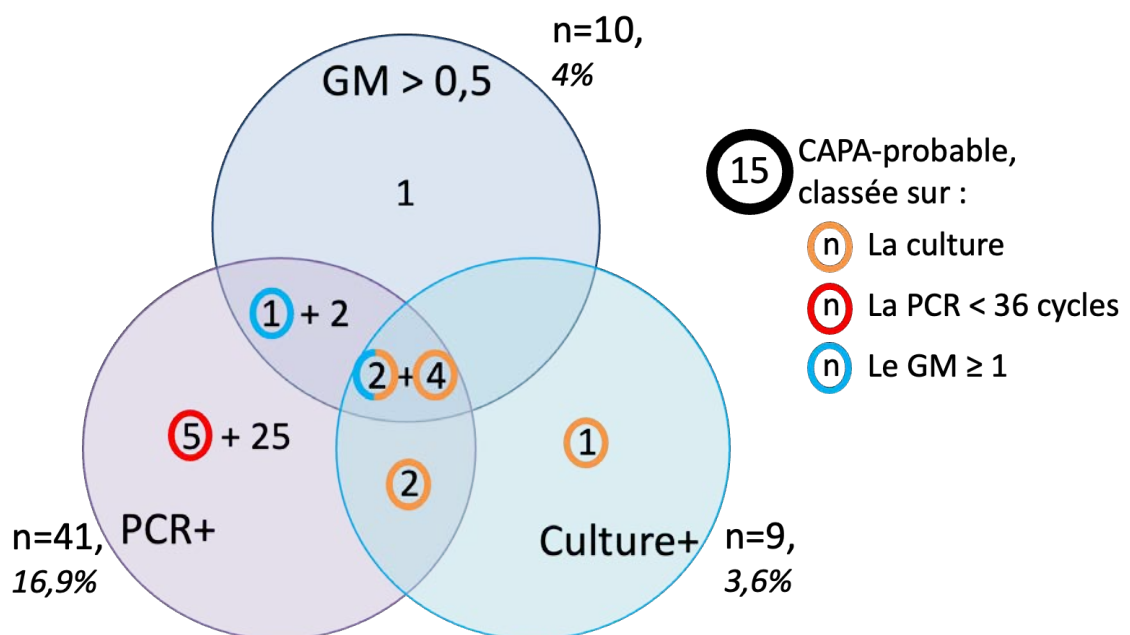 n=10,
4%
GM > 0,5
1
15
CAPA-probable,
classée sur :
n La culture
n La PCR < 36 cycles
n Le GM ≥ 1
1 + 2
2+4
5 + 25
1
2
PCR+
n=41,
16,9%
Culture+
n=9,
3,6%